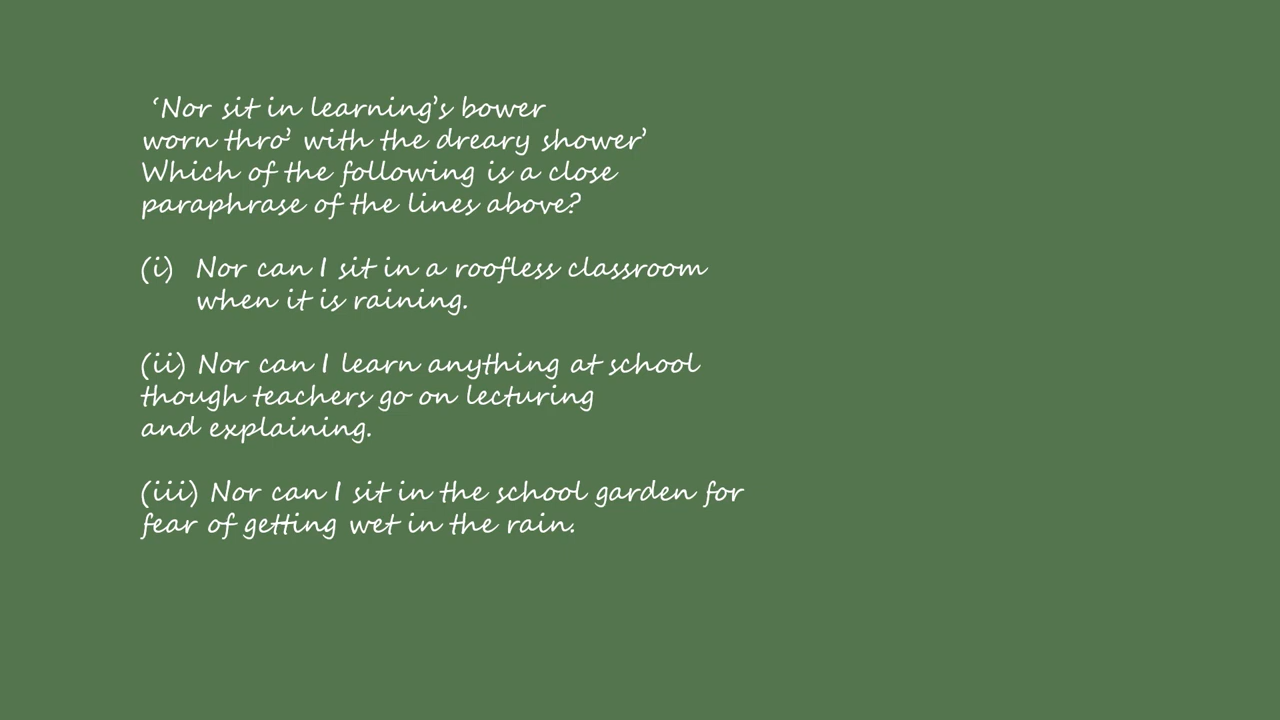 ‘Nor sit in learning’s bower
worn thro’ with the dreary shower’
Which of the following is a close
paraphrase of the lines above?
(i) Nor can I sit in a roofless classroom
when it is raining.
(ii) Nor can I learn anything at school
though teachers go on lecturing
and explaining.
(iii) Nor can I sit in the school garden for
fear of getting wet in the rain.